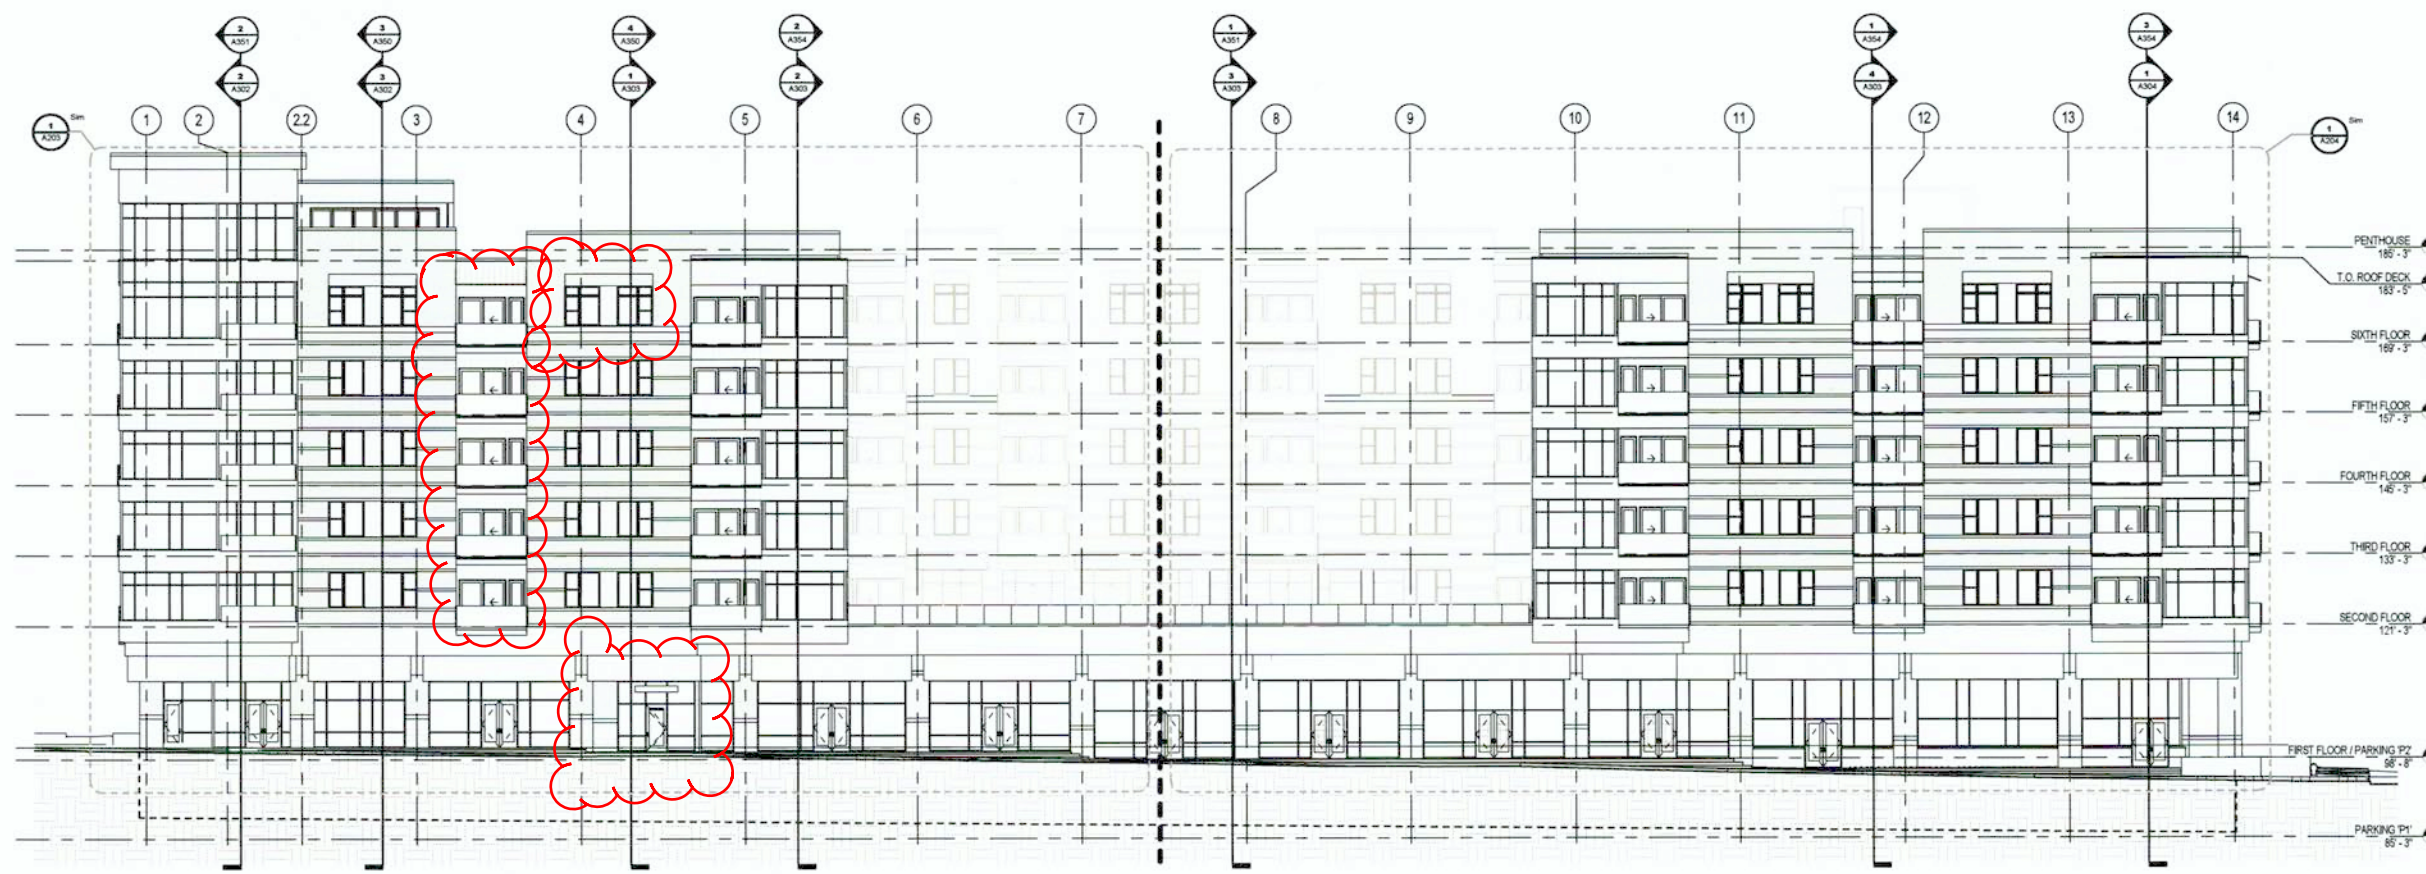 2
A351
3
A350
4
A350
2
A354
1
A351
1
A354
3
A354
2
A302
3
A302
1
A303
2
A303
3
A303
4
A303
1
A304
1
A203
Sim
1
2
2.2
3
4
5
6
7
8
9
10
11
12
13
14
1
A204
Sim
PENTHOUSE
185' - 3"
T.O. ROOF DECK
183' - 5"
SIXTH FLOOR
169' - 3"
FIFTH FLOOR
157' - 3"
FOURTH FLOOR
145' - 3"
THIRD FLOOR
133' - 3"
SECOND FLOOR
121' - 3"
FIRST FLOOR / PARKING 'P2'
98' - 8"
PARKING 'P1'
85' - 3"